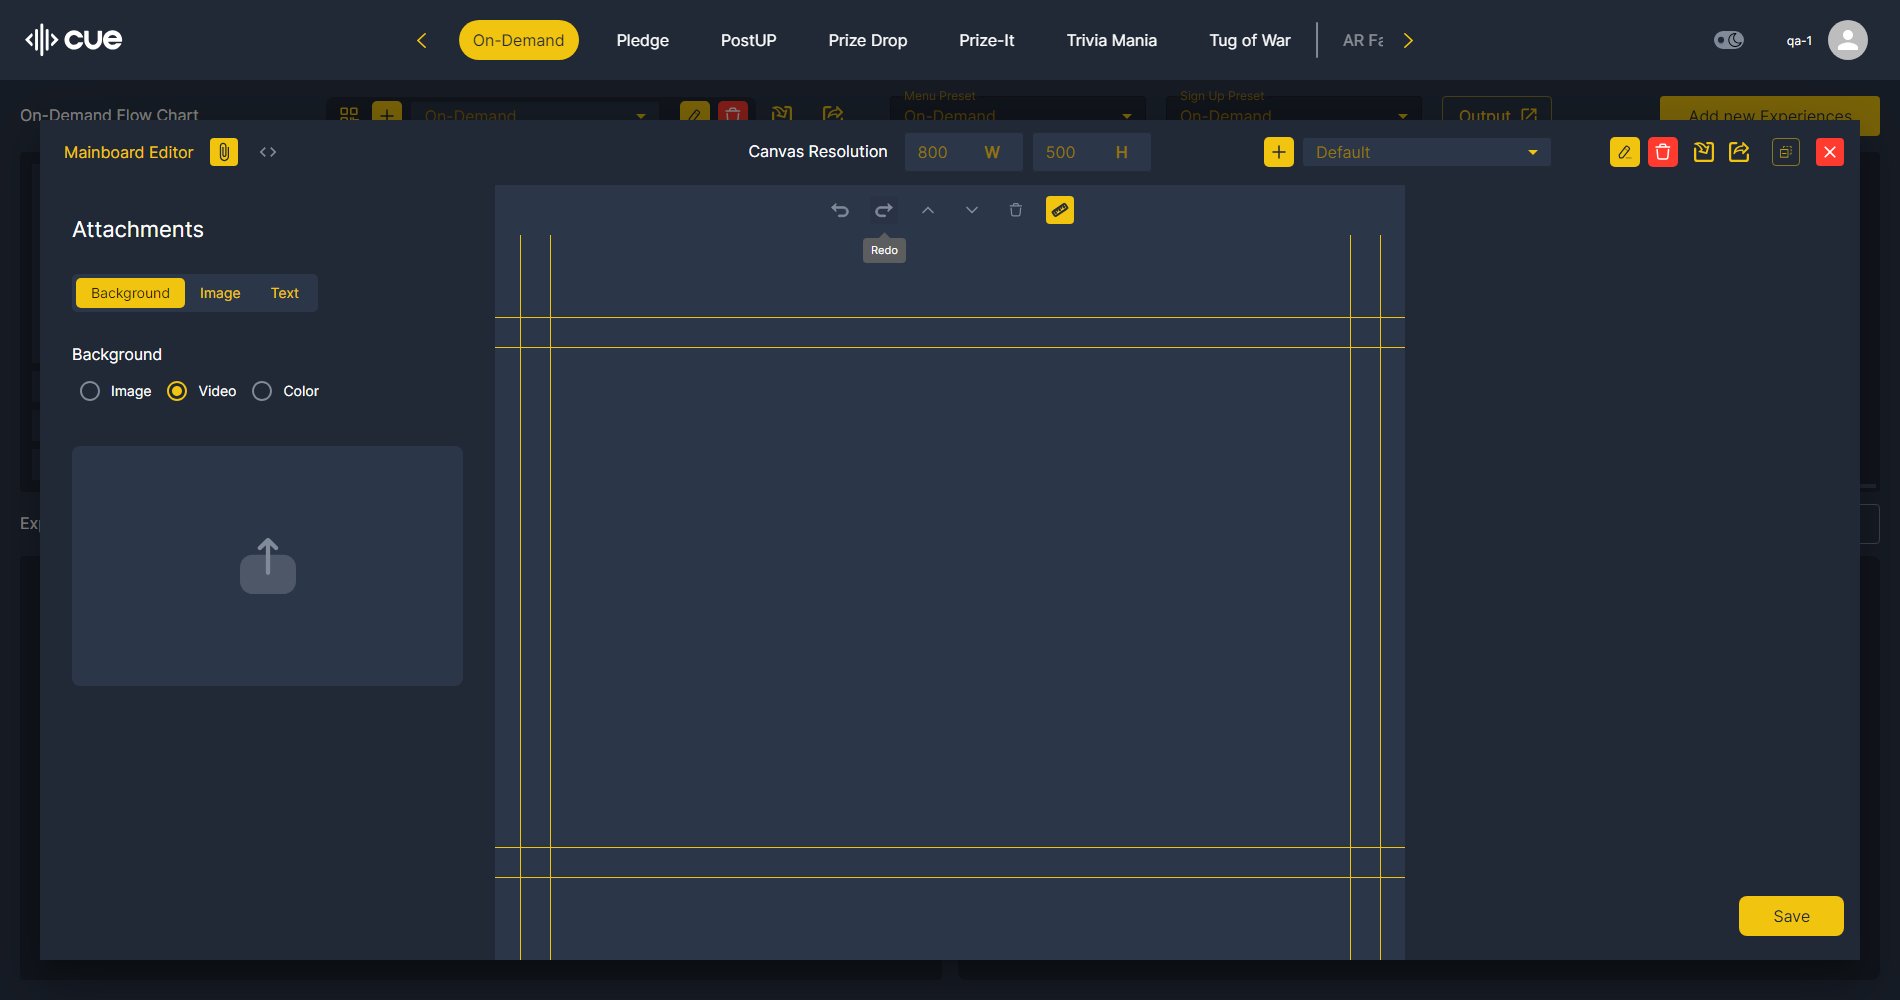 cue
On-Demand
Pledge
PostUP
Prize Drop
Prize-It
Trivia Mania
Tug of War
AR Fa
qa-1
On-Demand Flow Chart
On-Demand
Menu Preset
On-Demand
Sign Up Preset
On-Demand
Output
Add new Experiences
Mainboard Editor
Canvas Resolution
800 W
500 H
Default
Attachments
Redo
Background
Image
Text
Background
Image
Video
Color
Exp
Save